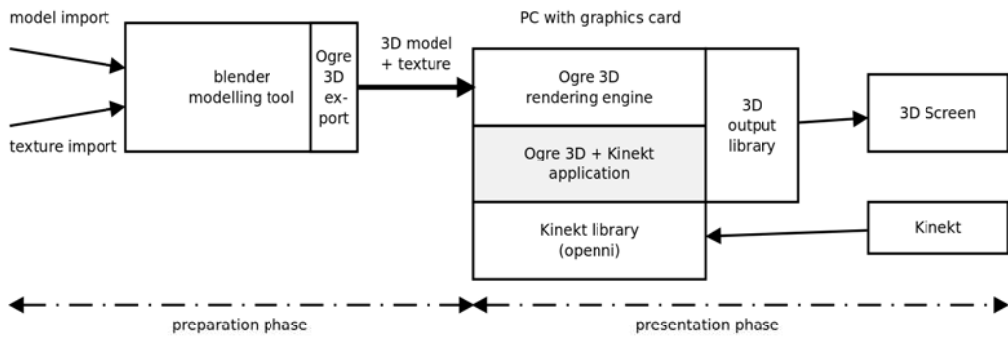 model import
texture import
blender
modelling tool
Ogre
3D
ex-
port
3D model
+ texture
PC with graphics card
Ogre 3D
rendering engine
Ogre 3D + Kinekt
application
Kinekt library
(openni)
3D
output
library
3D Screen
Kinekt
preparation phase
presentation phase